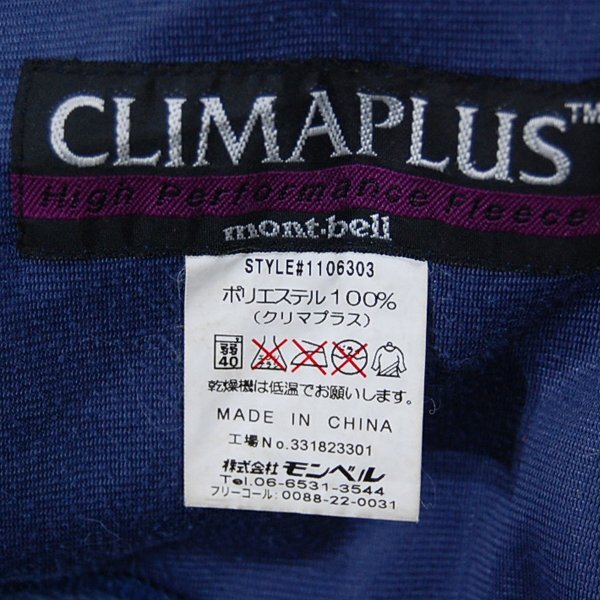 CLIMAPLUS™
High Performance Fleece
mont-bell
STYLE#1106303
ポリエステル100%
(クリマプラス)
弱 40
乾燥機は低温でお願いします。
MADE IN CHINA
工場No.331823301
株式会社モンベル
Tel.06-6531-3544
フリーコール:0088-22-0031